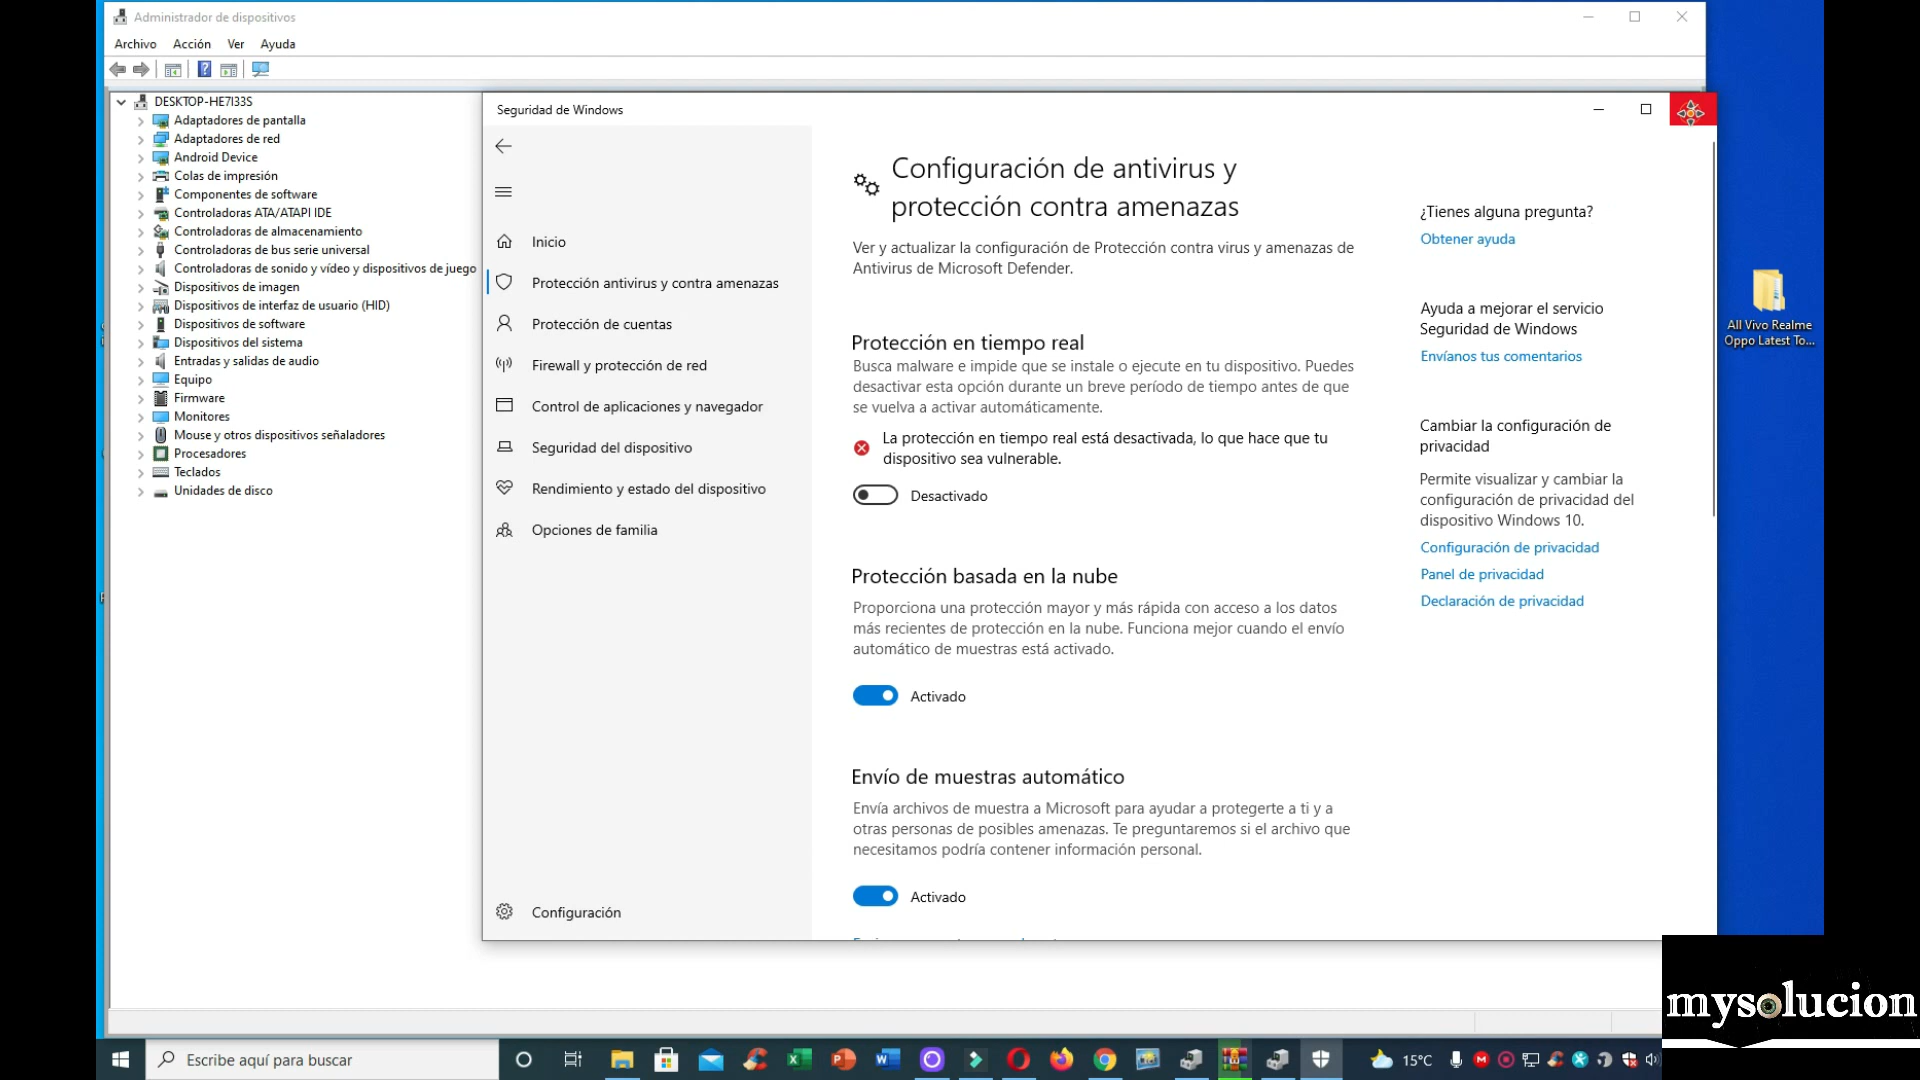 Administrador de dispositivos
Archivo Acción Ver Ayuda
DESKTOP-HE7I33S
Adaptadores de pantalla
Adaptadores de red
Android Device
Colas de impresión
Componentes de software
Controladoras ATA/ATAPI IDE
Controladoras de almacenamiento
Controladoras de bus serie universal
Controladoras de sonido y vídeo y dispositivos de juego
Dispositivos de imagen
Dispositivos de interfaz de usuario (HID)
Dispositivos de software
Dispositivos del sistema
Entradas y salidas de audio
Equipo
Firmware
Monitores
Mouse y otros dispositivos señaladores
Procesadores
Teclados
Unidades de disco
Seguridad de Windows
Inicio
Protección antivirus y contra amenazas
Protección de cuentas
Firewall y protección de red
Control de aplicaciones y navegador
Seguridad del dispositivo
Rendimiento y estado del dispositivo
Opciones de familia
Configuración
Configuración de antivirus y
protección contra amenazas
Ver y actualizar la configuración de Protección contra virus y amenazas de
Antivirus de Microsoft Defender.
Protección en tiempo real
Busca malware e impide que se instale o ejecute en tu dispositivo. Puedes
desactivar esta opción durante un breve período de tiempo antes de que
se vuelva a activar automáticamente.
La protección en tiempo real está desactivada, lo que hace que tu
dispositivo sea vulnerable.
Desactivado
Protección basada en la nube
Proporciona una protección mayor y más rápida con acceso a los datos
más recientes de protección en la nube. Funciona mejor cuando el envío
automático de muestras está activado.
Activado
Envío de muestras automático
Envía archivos de muestra a Microsoft para ayudar a protegerte a ti y a
otras personas de posibles amenazas. Te preguntaremos si el archivo que
necesitamos podría contener información personal.
Activado
¿Tienes alguna pregunta?
Obtener ayuda
Ayuda a mejorar el servicio
Seguridad de Windows
Envíanos tus comentarios
Cambiar la configuración de
privacidad
Permite visualizar y cambiar la
configuración de privacidad del
dispositivo Windows 10.
Configuración de privacidad
Panel de privacidad
Declaración de privacidad
All Vivo Realme
Oppo Latest To...
mysolucion
Escribe aquí para buscar
15°C